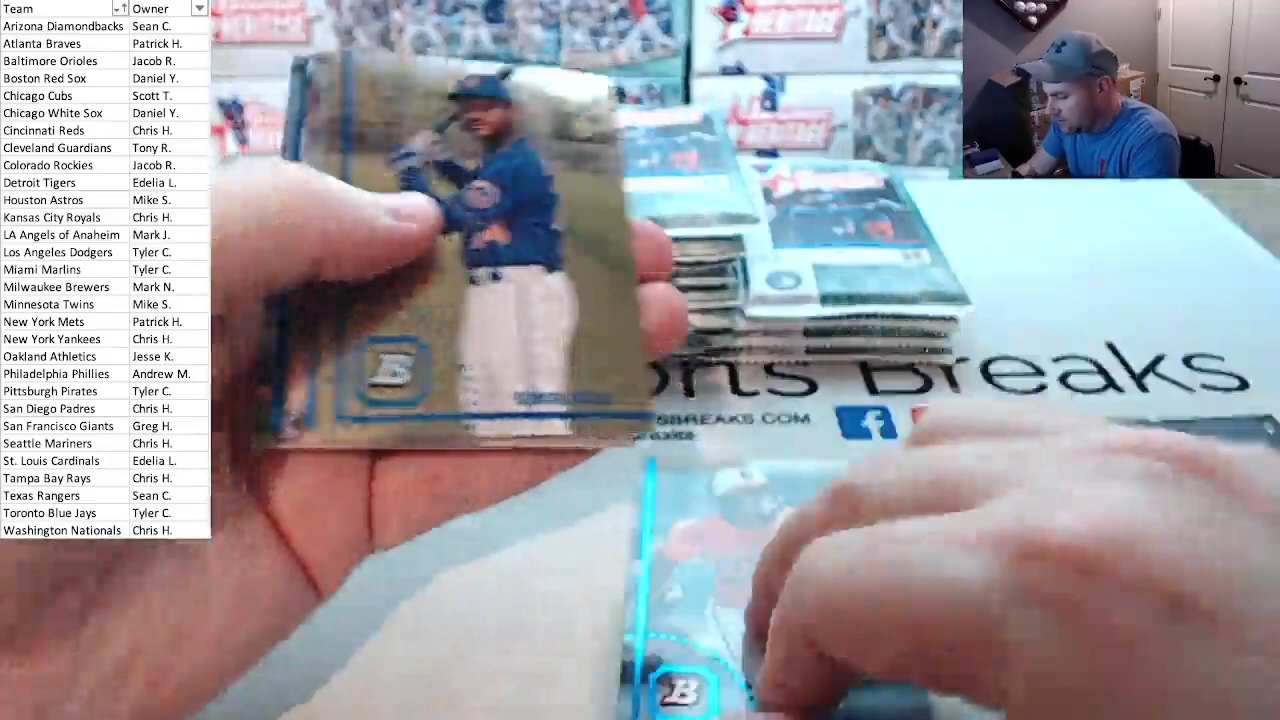 Team Owner
Arizona Diamondbacks Sean C.
Atlanta Braves Patrick H.
Baltimore Orioles Jacob R.
Boston Red Sox Daniel Y.
Chicago Cubs Scott T.
Chicago White Sox Daniel Y.
Cincinnati Reds Chris H.
Cleveland Guardians Tony R.
Colorado Rockies Jacob R.
Detroit Tigers Edelia L.
Houston Astros Mike S.
Kansas City Royals Chris H.
LA Angels of Anaheim Mark J.
Los Angeles Dodgers Tyler C.
Miami Marlins Tyler C.
Milwaukee Brewers Mark N.
Minnesota Twins Mike S.
New York Mets Patrick H.
New York Yankees Chris H.
Oakland Athletics Jesse K.
Philadelphia Phillies Andrew M.
Pittsburgh Pirates Tyler C.
San Diego Padres Chris H.
San Francisco Giants Greg H.
Seattle Mariners Chris H.
St. Louis Cardinals Edelia L.
Tampa Bay Rays Chris H.
Texas Rangers Sean C.
Toronto Blue Jays Tyler C.
Washington Nationals Chris H.
HERITAGE
HERITAGE
orts Breaks
SBREAKS.COM
f
B
B